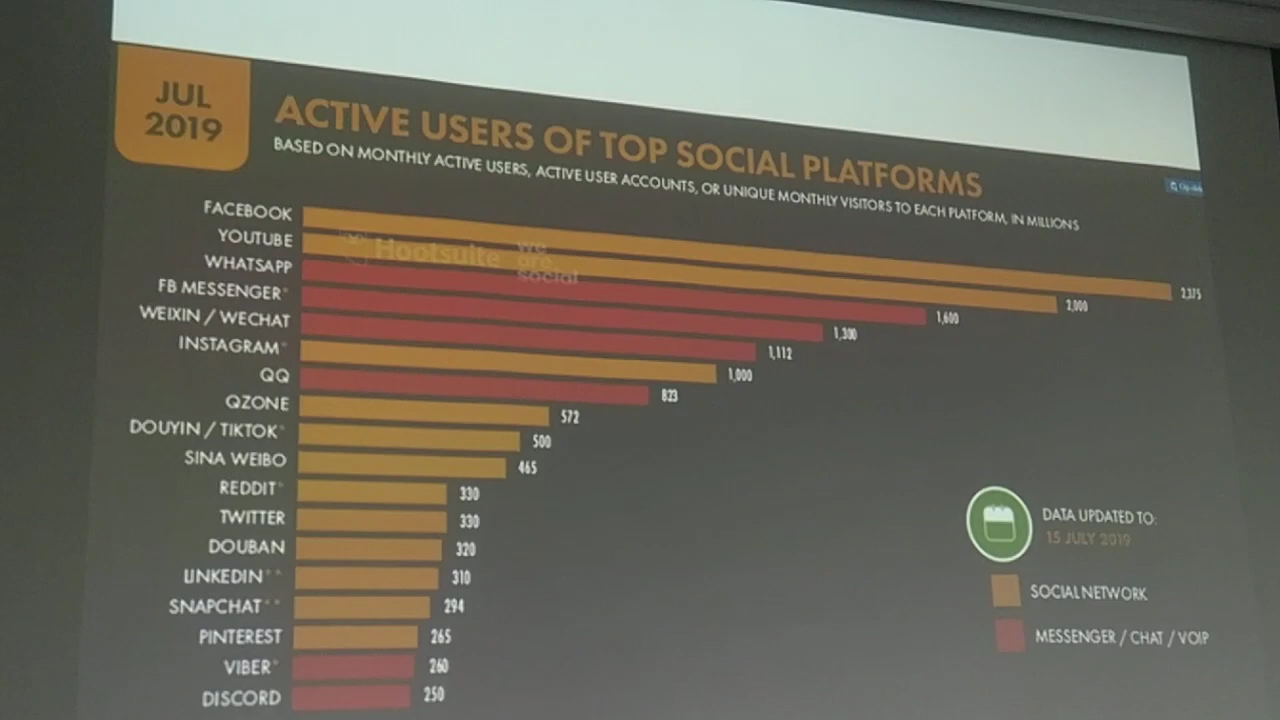 JUL
2019
ACTIVE USERS OF TOP SOCIAL PLATFORMS
BASED ON MONTHLY ACTIVE USERS, ACTIVE USER ACCOUNTS, OR UNIQUE MONTHLY VISITORS TO EACH PLATFORM, IN MILLIONS
FACEBOOK 2,375
YOUTUBE 2,000
Hootsuite we are social
WHATSAPP 1,600
FB MESSENGER* 1,300
WEIXIN / WECHAT 1,112
INSTAGRAM* 1,000
QQ 823
QZONE 572
DOUYIN / TIKTOK* 500
SINA WEIBO 465
REDDIT* 330
TWITTER 330
DOUBAN 320
LINKEDIN** 310
SNAPCHAT** 294
PINTEREST 265
VIBER* 260
DISCORD 250
DATA UPDATED TO:
15 JULY 2019
SOCIAL NETWORK
MESSENGER / CHAT / VOIP